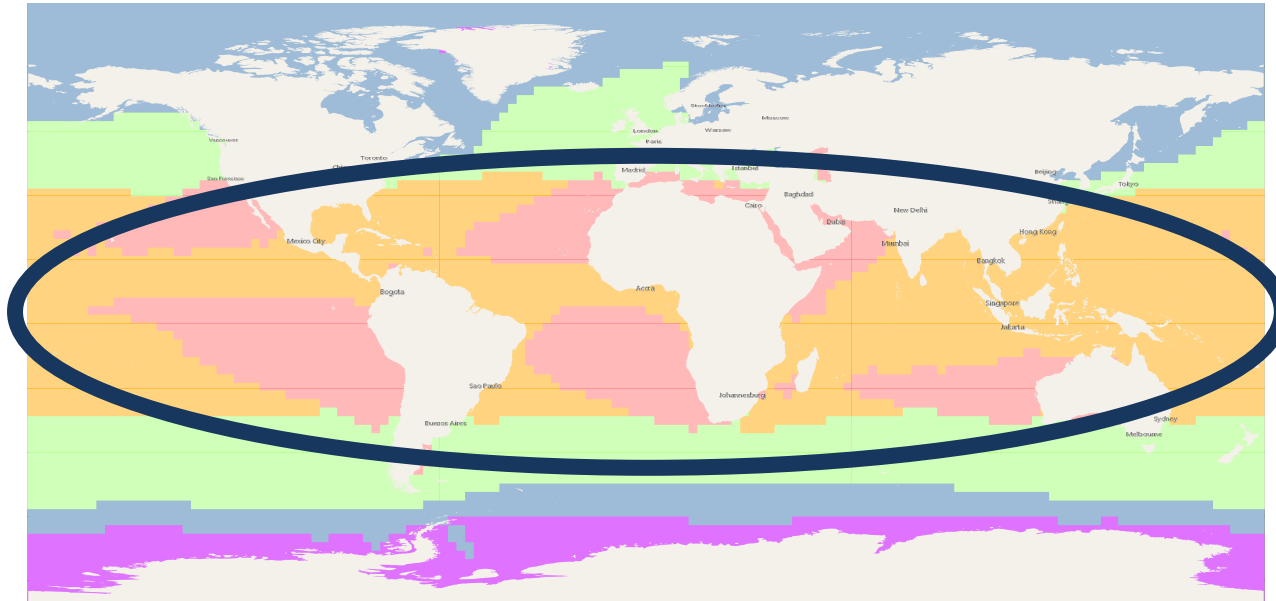 Stockholm
Moscow
London
Warsaw
Vancouver
Paris
Toronto
Madrid
Istanbul
Beijing
San Francisco
Tokyo
Baghdad
Cairo
New Delhi
Dubai
Hong Kong
Mexico City
Mumbai
Bangkok
Accra
Bogota
Singapore
Jakarta
Sao Paulo
Johannesburg
Sydney
Buenos Aires
Melbourne